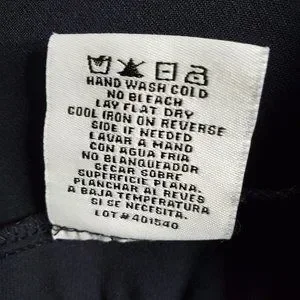 HAND WASH COLD
NO BLEACH
LAY FLAT DRY
COOL IRON ON REVERSE
SIDE IF NEEDED
LAVAR A MANO
CON AGUA FRIA
NO BLANQUEADOR
SECAR SOBRE
SUPERFICIE PLANA.
PLANCHAR AL REVES
A BAJA TEMPERATURA
SI SE NECESITA.
LOT#401540